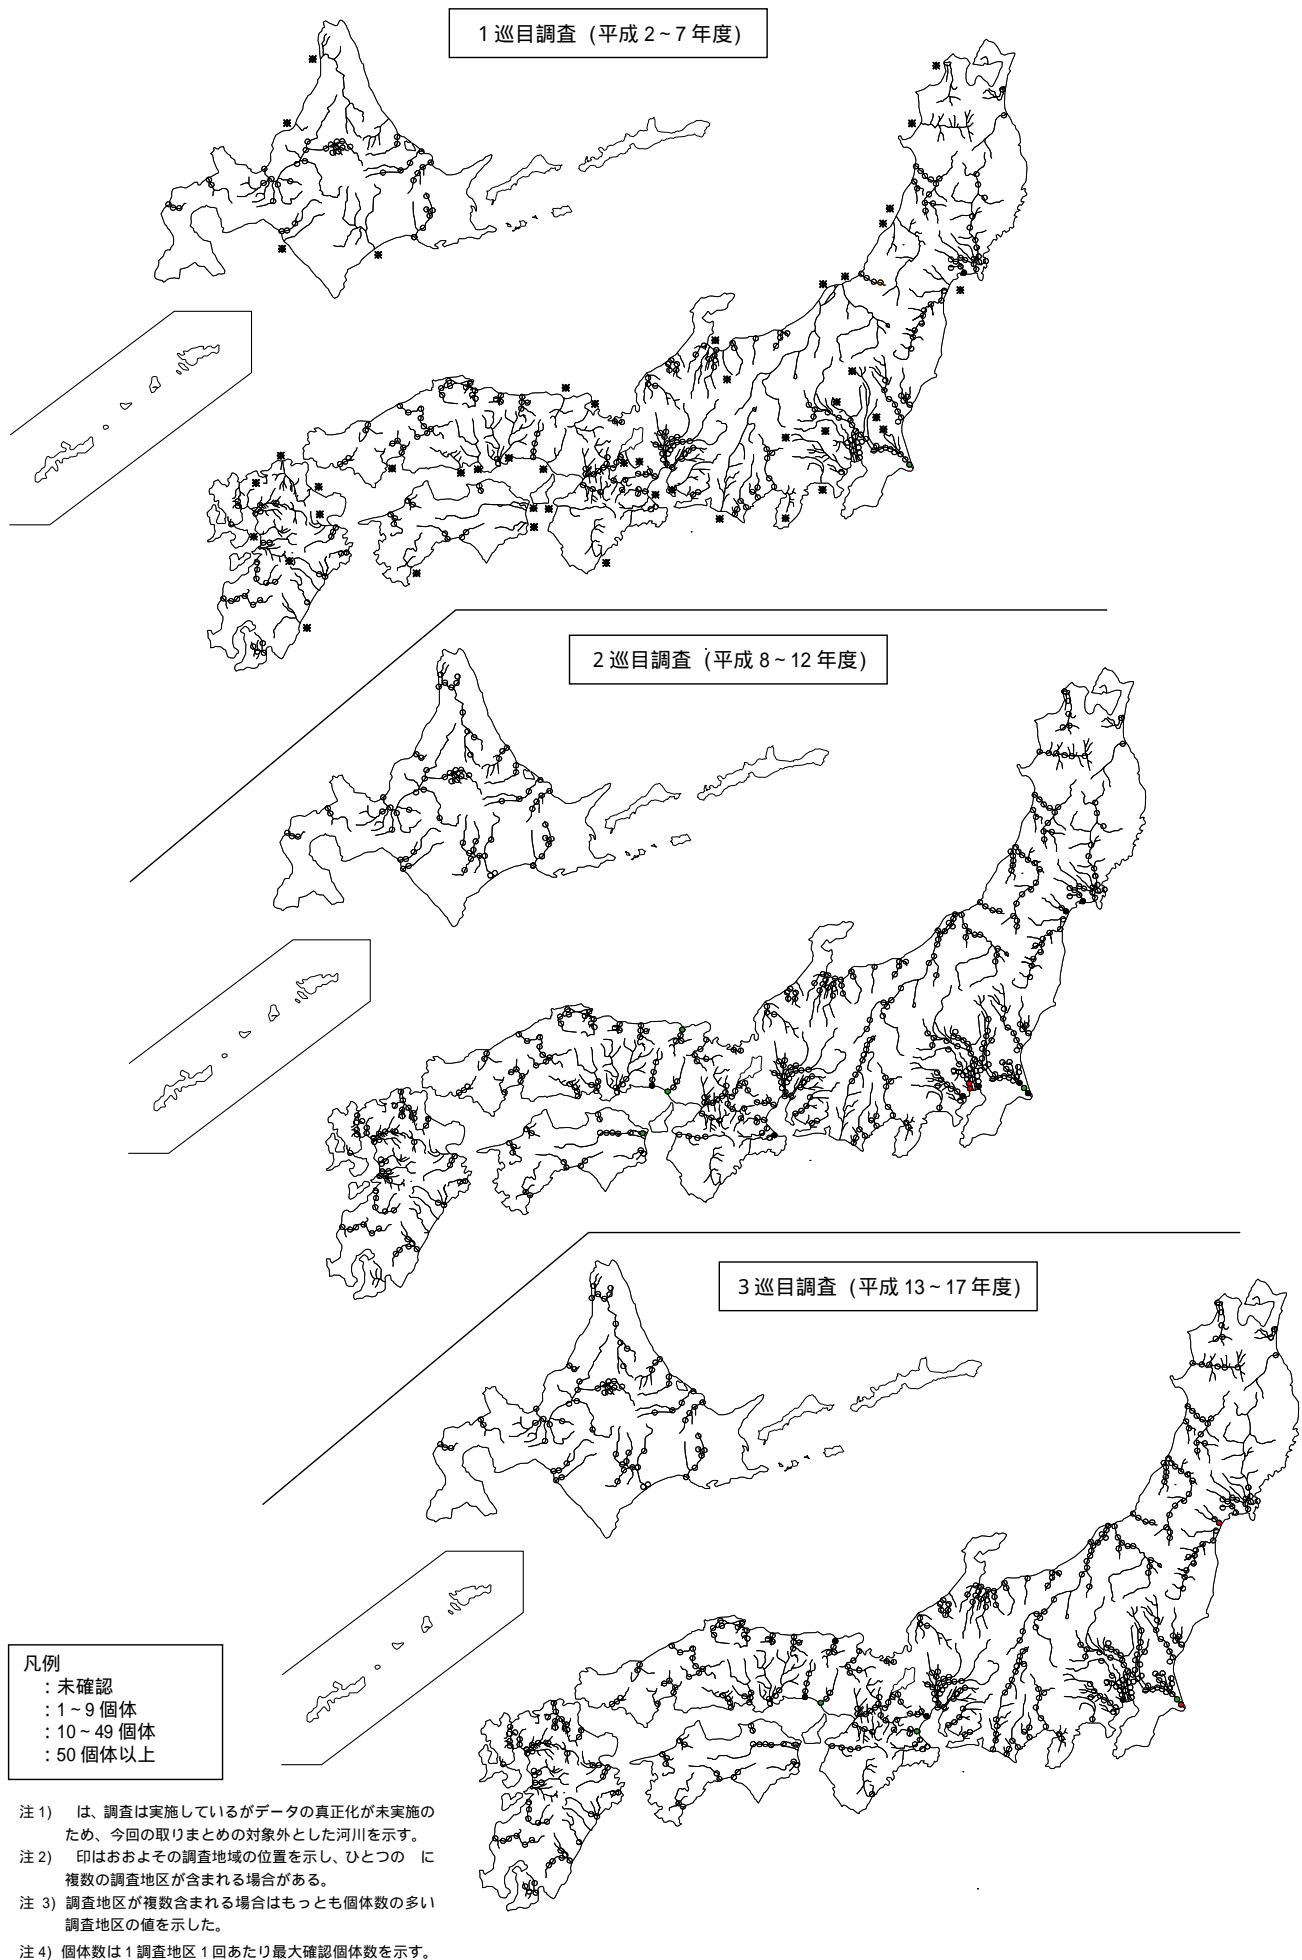 1巡目調査 (平成2~7年度)
2巡目調査 (平成8~12年度)
3巡目調査 (平成13~17年度)
凡例
:未確認
:1~9個体
:10~49個体
:50個体以上
注1) は、調査は実施しているがデータの真正化が未実施の
ため、今回の取りまとめの対象外とした河川を示す。
注2) 印はおおよその調査地域の位置を示し、ひとつの に
複数の調査地区が含まれる場合がある。
注 3) 調査地区が複数含まれる場合はもっとも個体数の多い
調査地区の値を示した。
注 4) 個体数は1調査地区1回あたり最大確認個体数を示す。